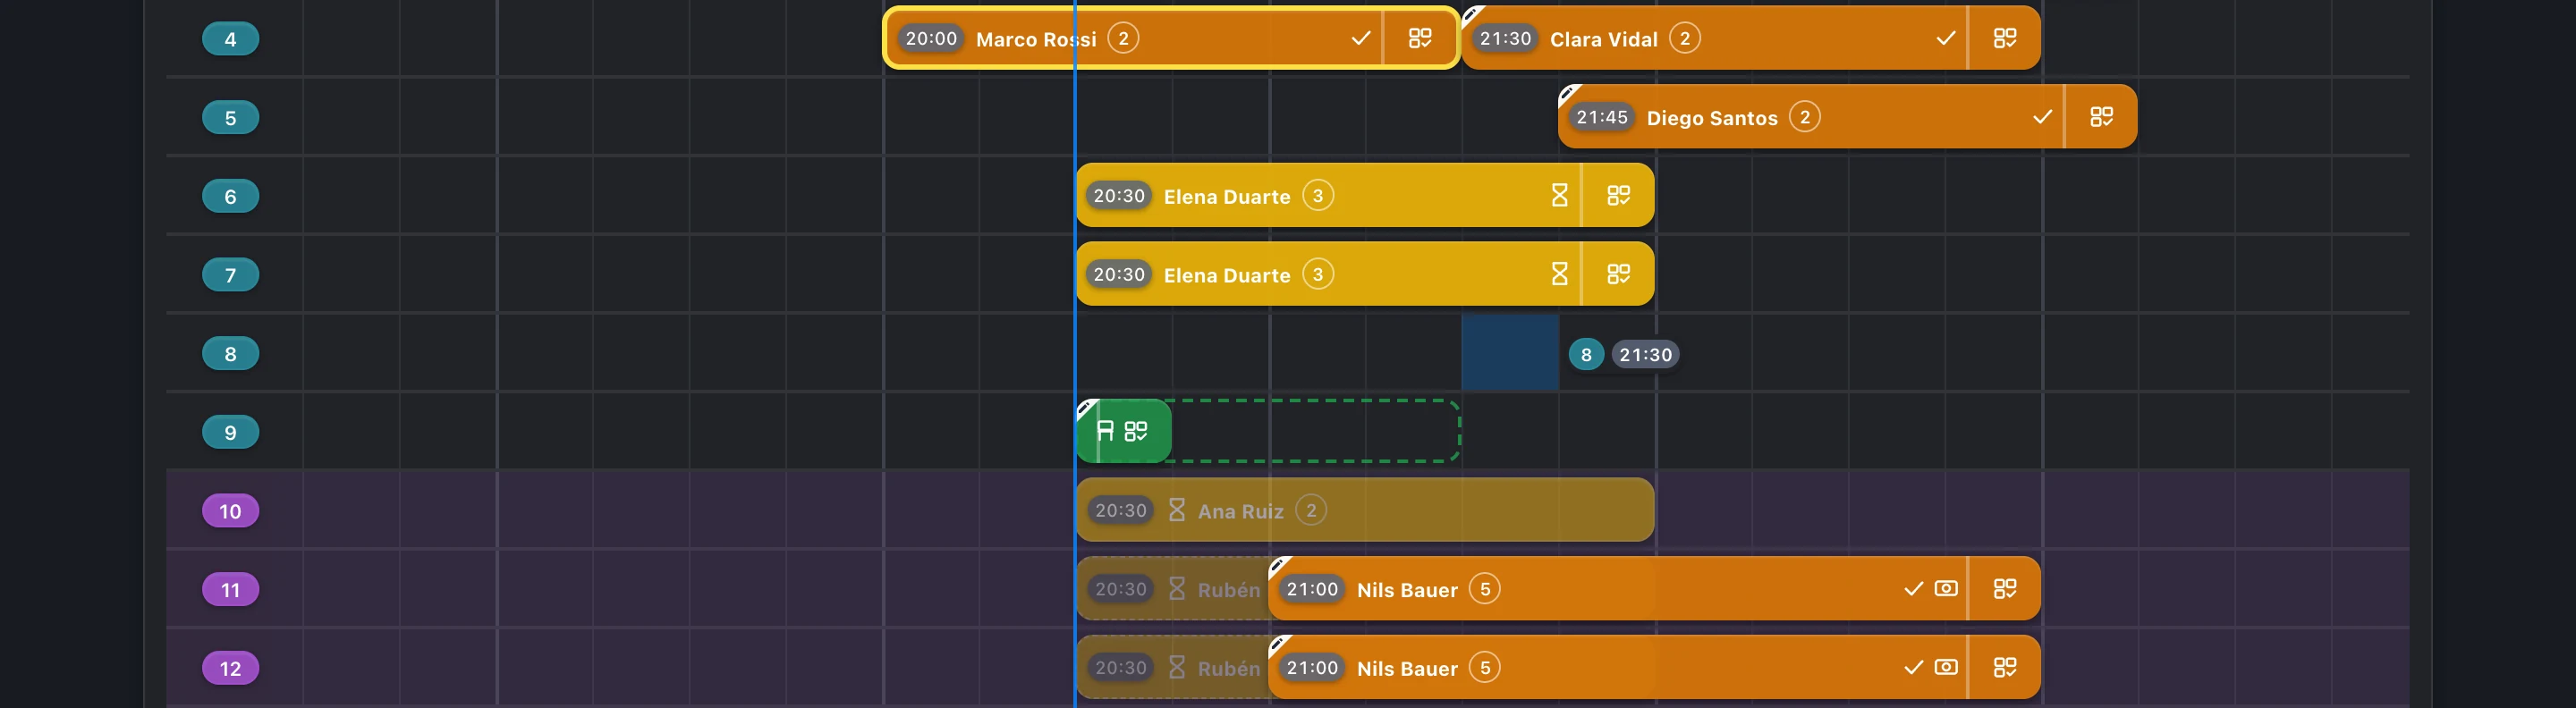 4 20:00 Marco Rossi 2 21:30 Clara Vidal 2
5 21:45 Diego Santos 2
6 20:30 Elena Duarte 3
7 20:30 Elena Duarte 3
8 8 21:30
9
10 20:30 Ana Ruiz 2
11 20:30 Rubén 21:00 Nils Bauer 5
12 20:30 Rubén 21:00 Nils Bauer 5